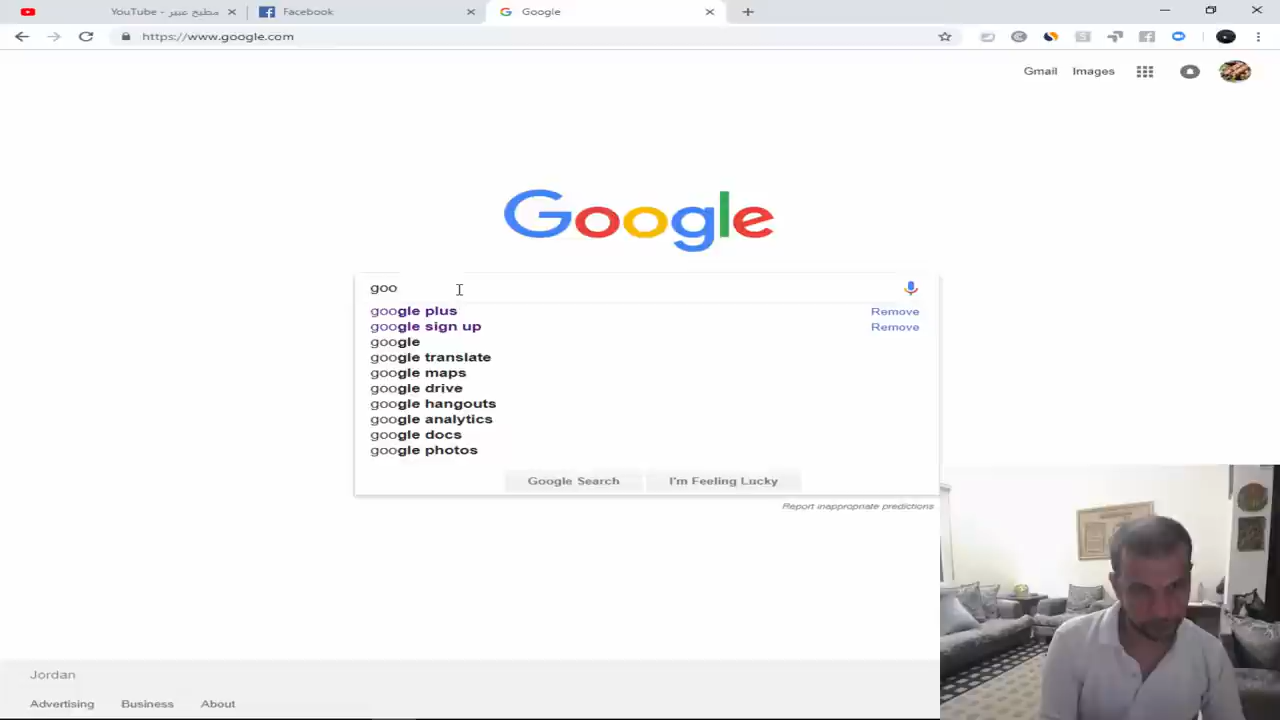 YouTube - مطبخ عبير
Facebook
Google
https://www.google.com
Gmail Images
Google
goo
google plus Remove
google sign up Remove
google
google translate
google maps
google drive
google hangouts
google analytics
google docs
google photos
Google Search I'm Feeling Lucky
Report inappropriate predictions
Jordan
Advertising Business About